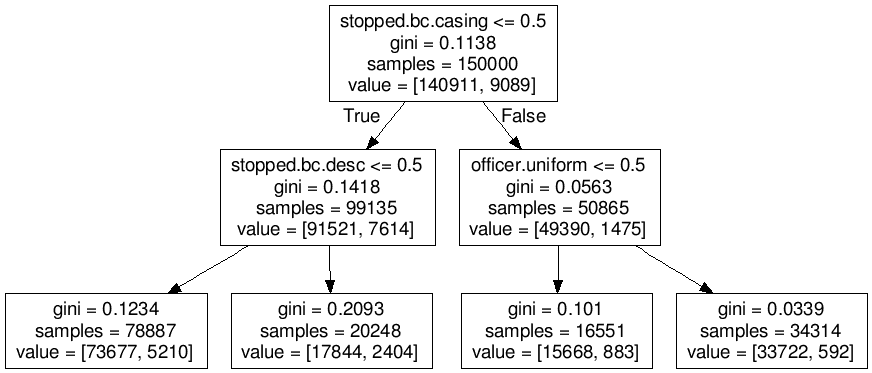 stopped.bc.casing <= 0.5
gini = 0.1138
samples = 150000
value = [140911, 9089]
True
False
stopped.bc.desc <= 0.5
gini = 0.1418
samples = 99135
value = [91521, 7614]
officer.uniform <= 0.5
gini = 0.0563
samples = 50865
value = [49390, 1475]
gini = 0.1234
samples = 78887
value = [73677, 5210]
gini = 0.2093
samples = 20248
value = [17844, 2404]
gini = 0.101
samples = 16551
value = [15668, 883]
gini = 0.0339
samples = 34314
value = [33722, 592]